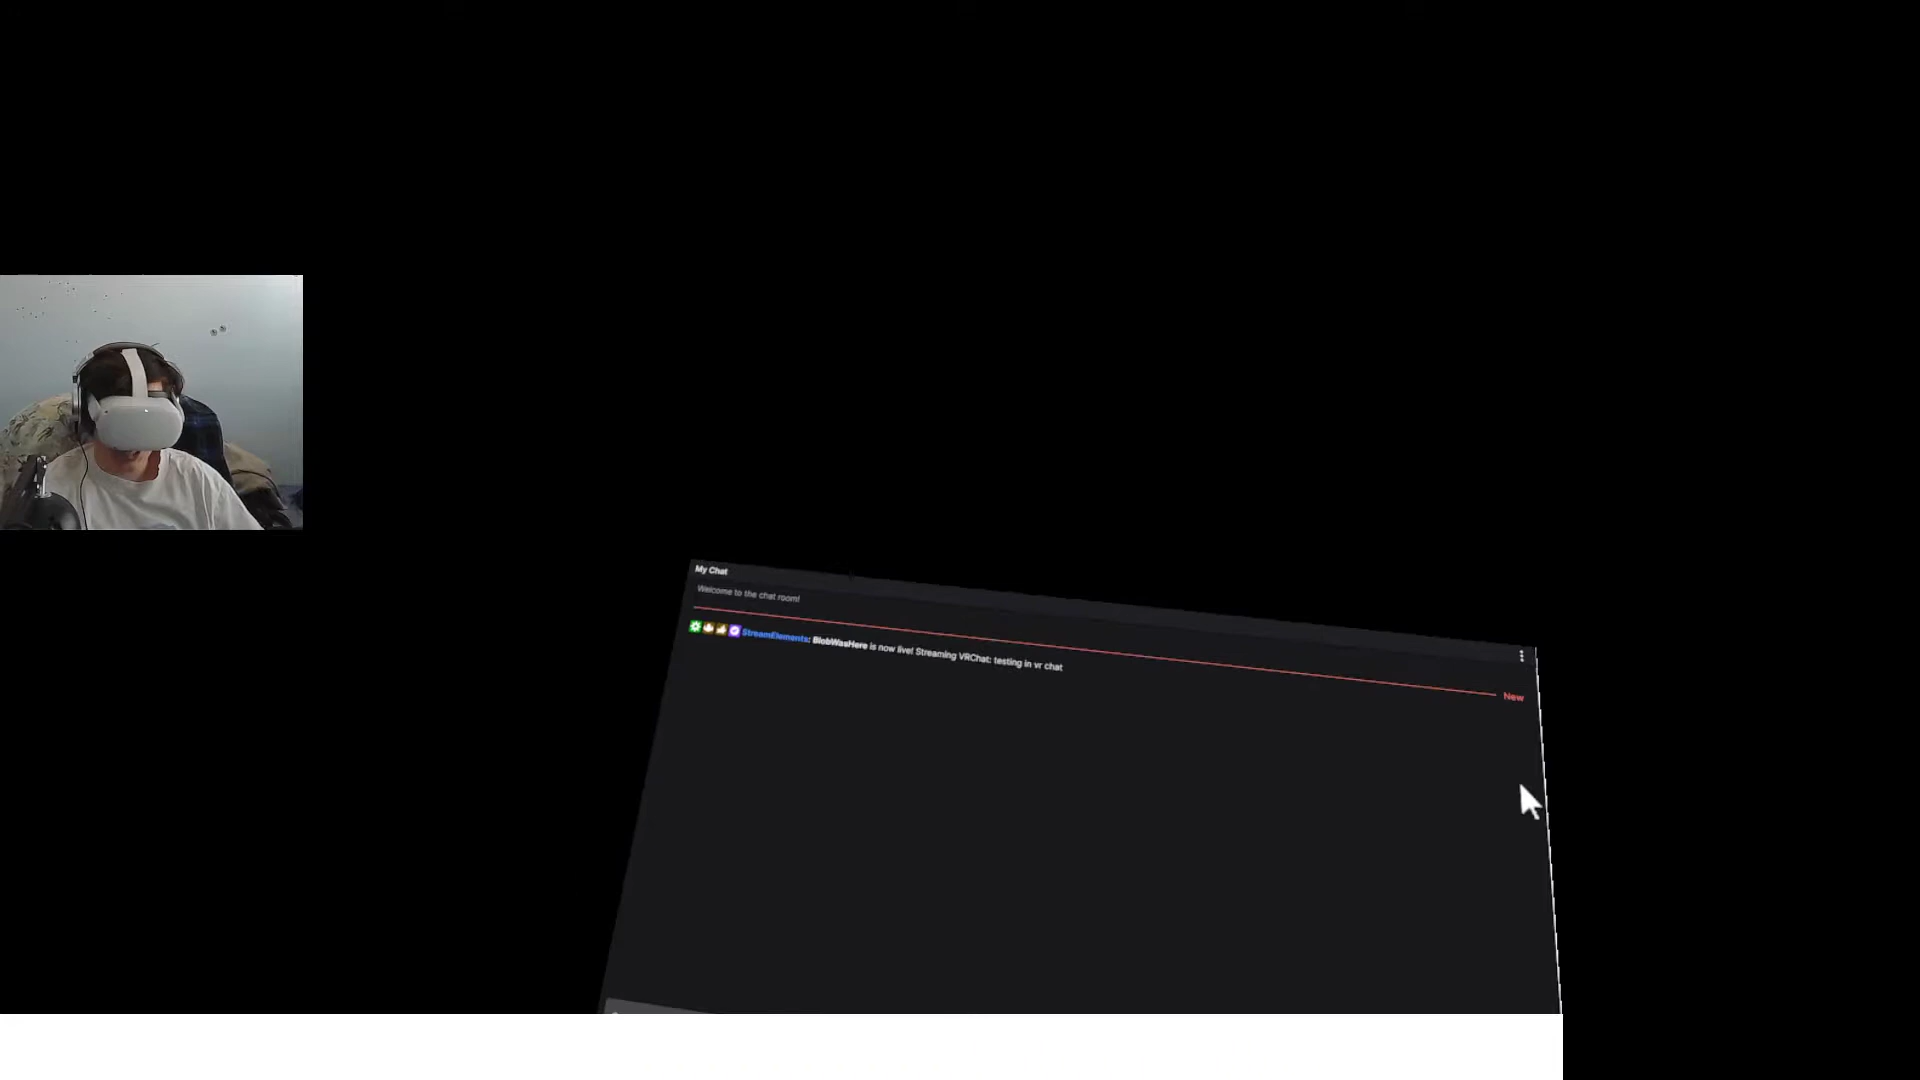 My Chat
Welcome to the chat room!
New
StreamElements: BlobWasHere is now live! Streaming VRChat: testing in vr chat